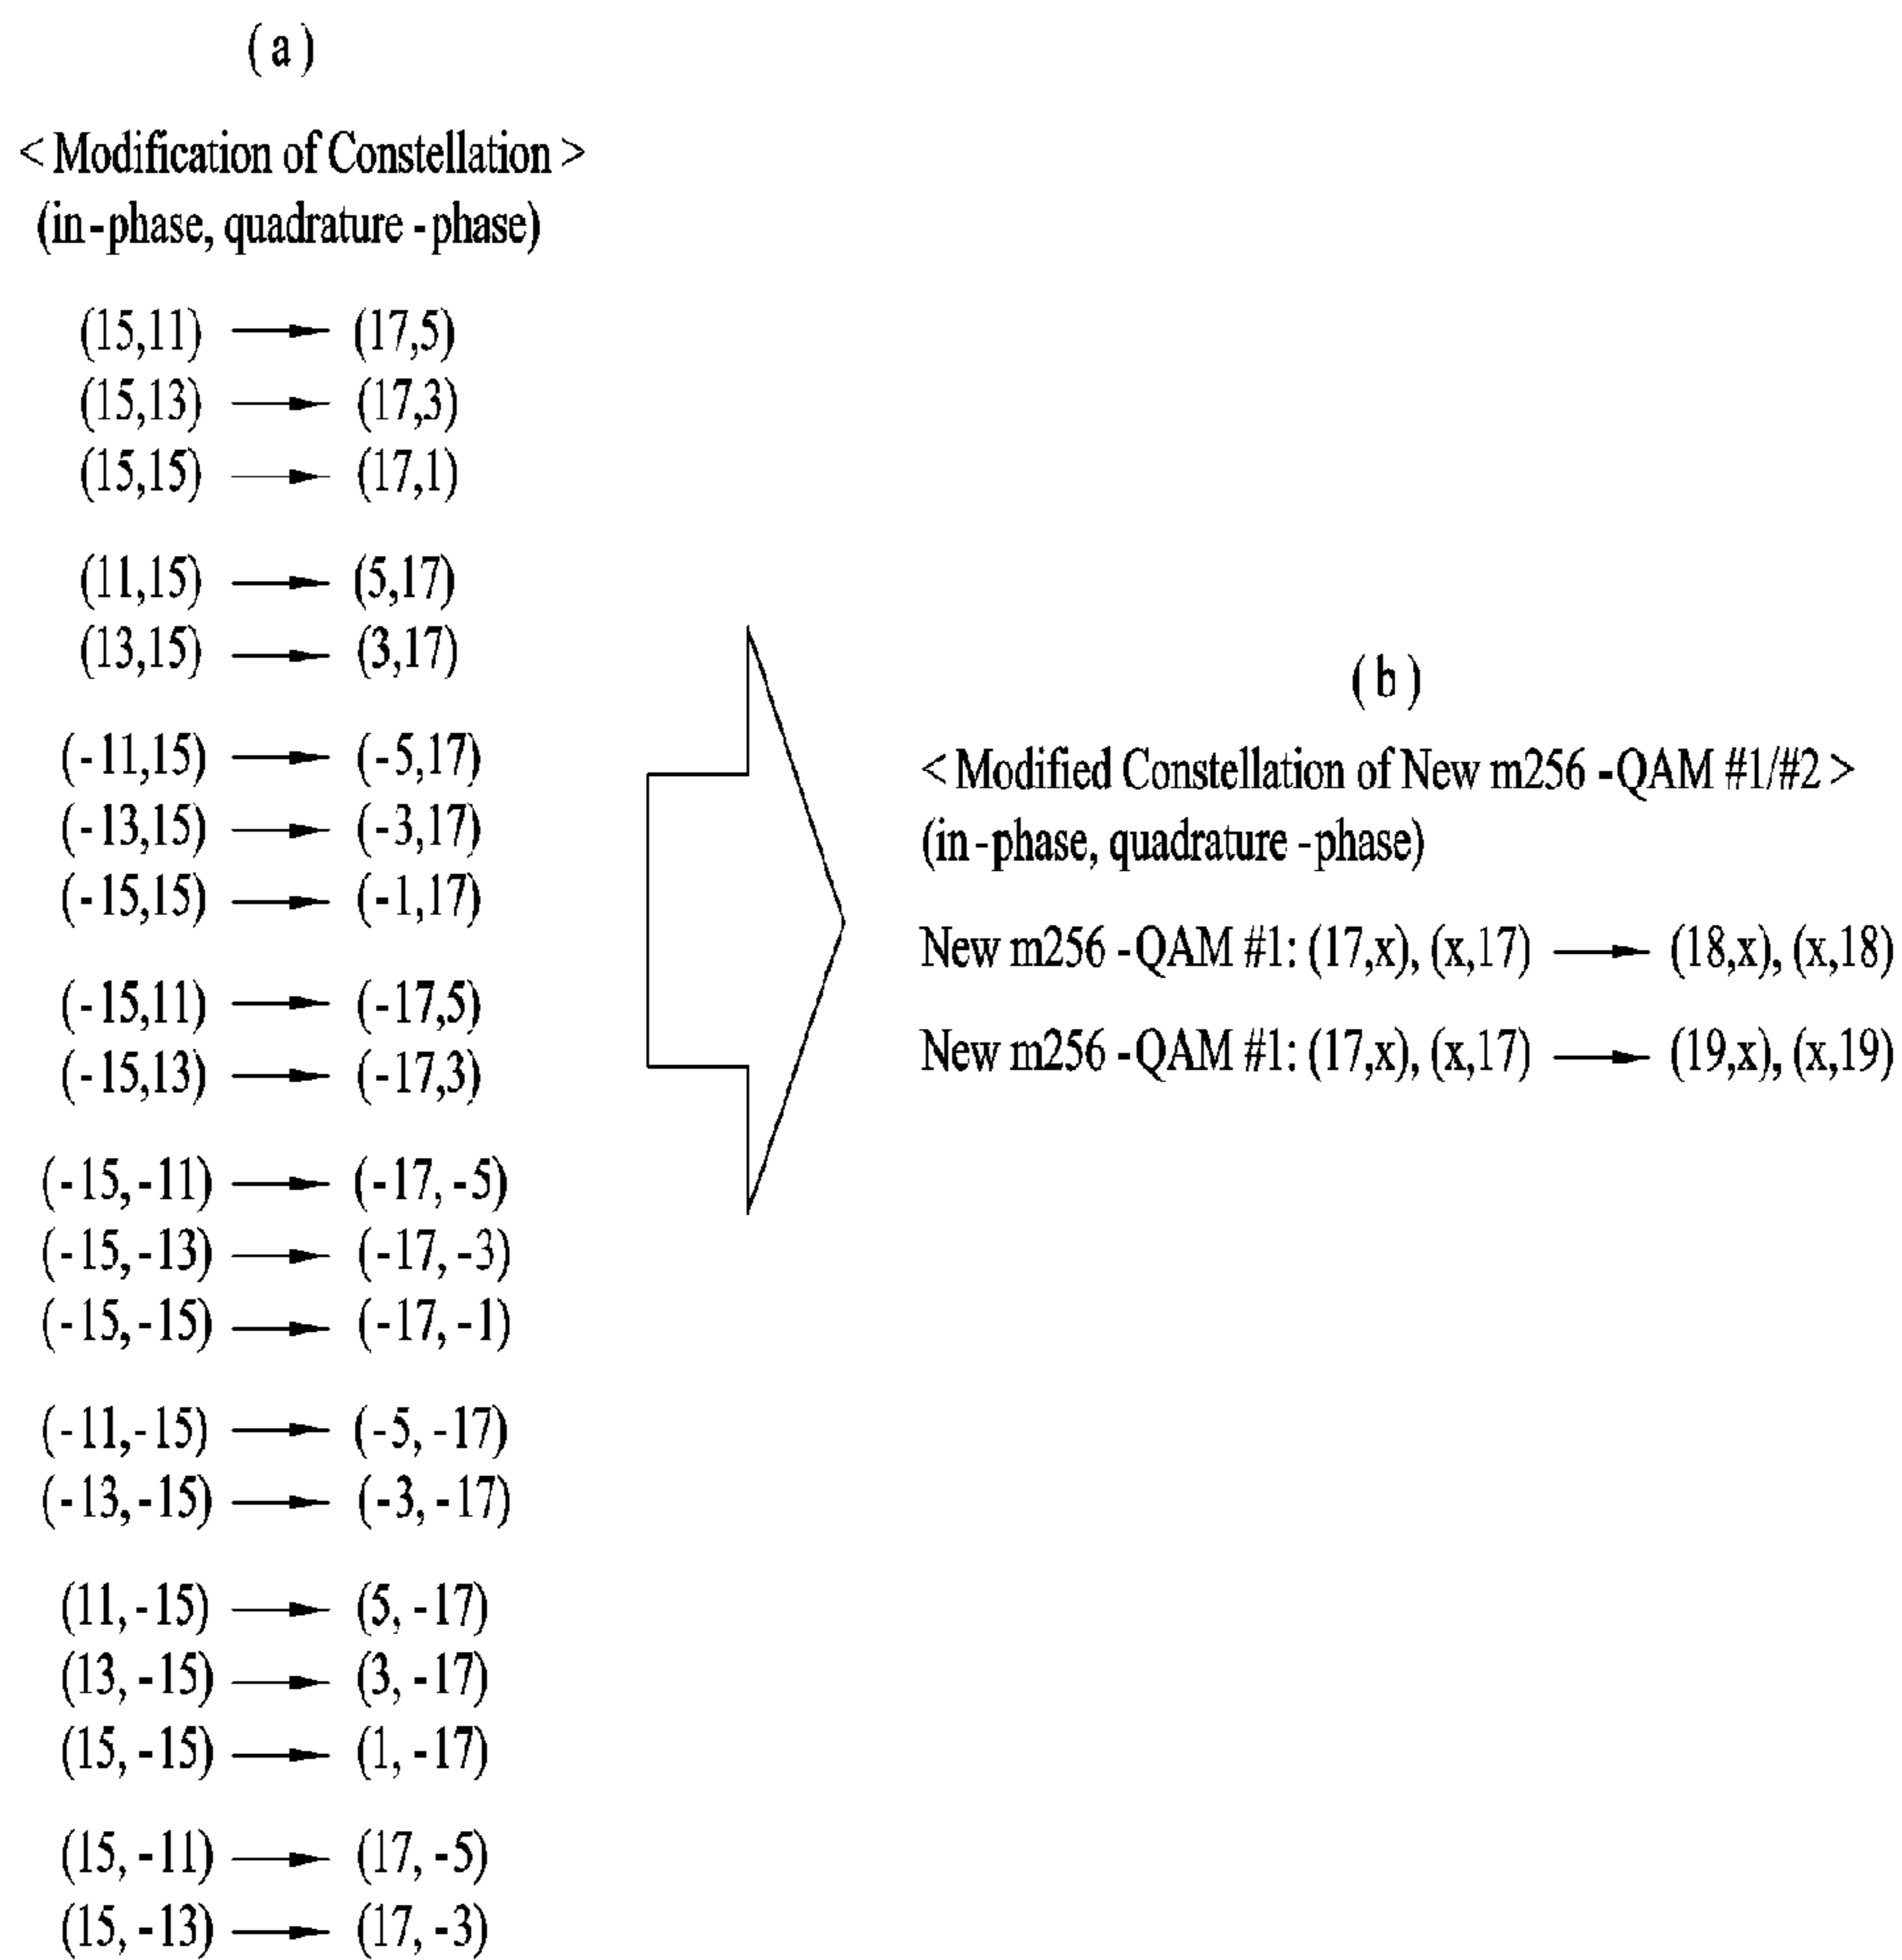 (a)
< Modification of Constellation >
(in-phase, quadrature-phase)
(15,11) → (17,5)
(15,13) → (17,3)
(15,15) → (17,1)
(11,15) → (5,17)
(13,15) → (3,17)
(-11,15) → (-5,17)
(-13,15) → (-3,17)
(-15,15) → (-1,17)
(-15,11) → (-17,5)
(-15,13) → (-17,3)
(-15,-11) → (-17, -5)
(-15,-13) → (-17, -3)
(-15,-15) → (-17, -1)
(-11,-15) → (-5, -17)
(-13,-15) → (-3, -17)
(11, -15) → (5, -17)
(13, -15) → (3, -17)
(15, -15) → (1, -17)
(15, -11) → (17, -5)
(15, -13) → (17, -3)
(b)
< Modified Constellation of New m256-QAM #1/#2 >
(in-phase, quadrature-phase)
New m256-QAM #1: (17,x), (x,17) → (18,x), (x,18)
New m256-QAM #1: (17,x), (x,17) → (19,x), (x,19)